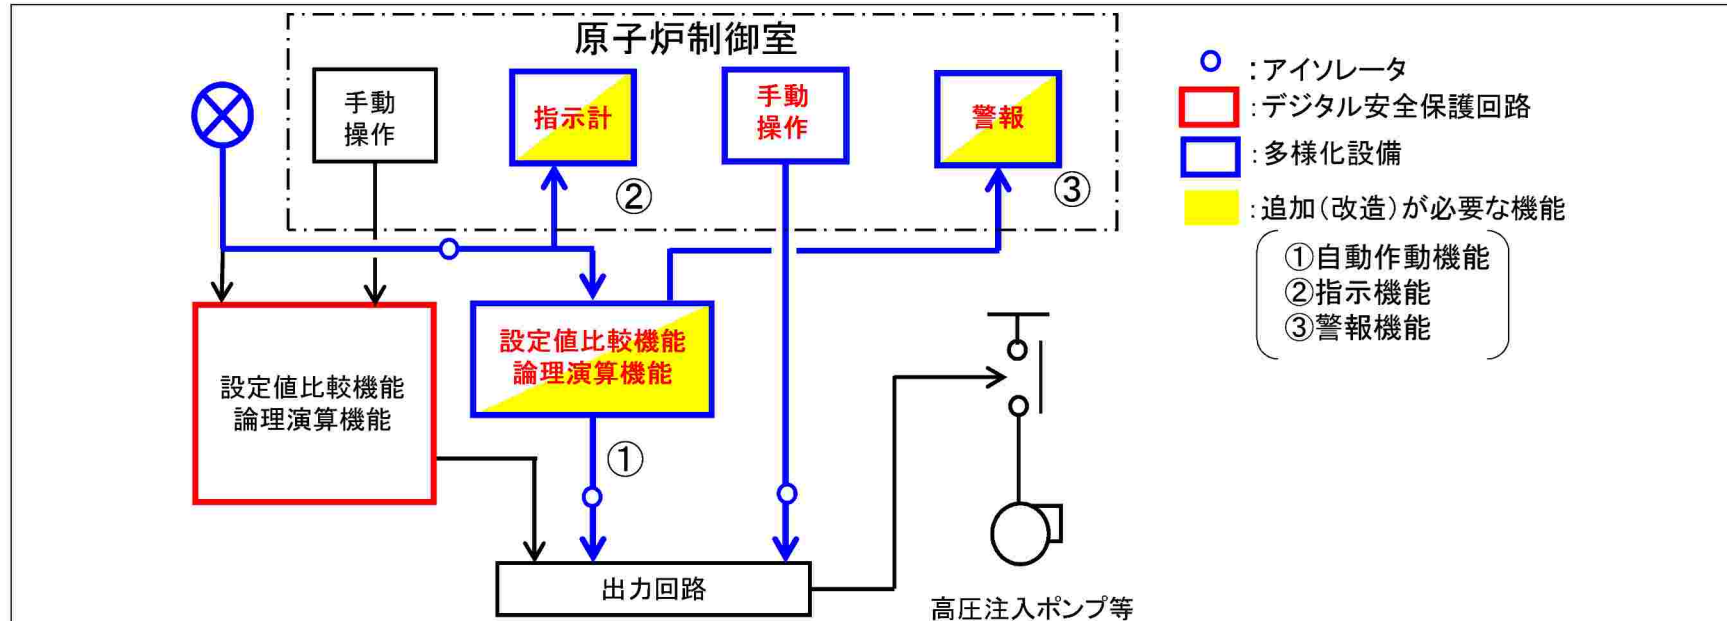 原子炉制御室
手動
操作
指示計
手動
操作
警報
②
③
設定値比較機能
論理演算機能
設定値比較機能
論理演算機能
①
出力回路
高圧注入ポンプ等
：アイソレータ
：デジタル安全保護回路
：多様化設備
：追加（改造）が必要な機能
①自動作動機能
②指示機能
③警報機能